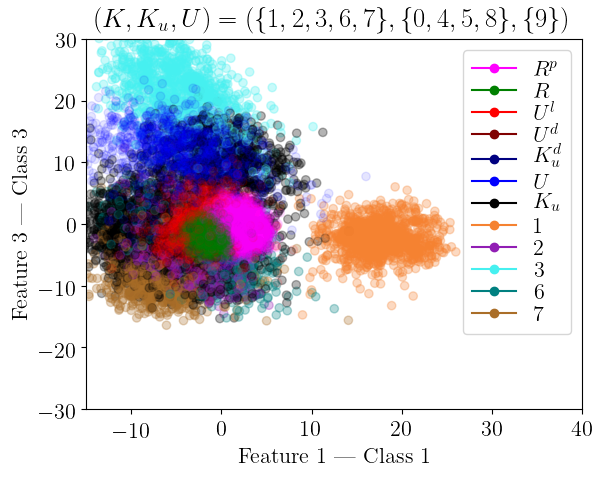 (K, K_u, U) = ({1, 2, 3, 6, 7}, {0, 4, 5, 8}, {9})
Feature 3 — Class 3
30
20
10
0
−10
−20
−30
R^p
R
U^l
U^d
K_u^d
U
K_u
1
2
3
6
7
−10
0
10
20
30
40
Feature 1 — Class 1